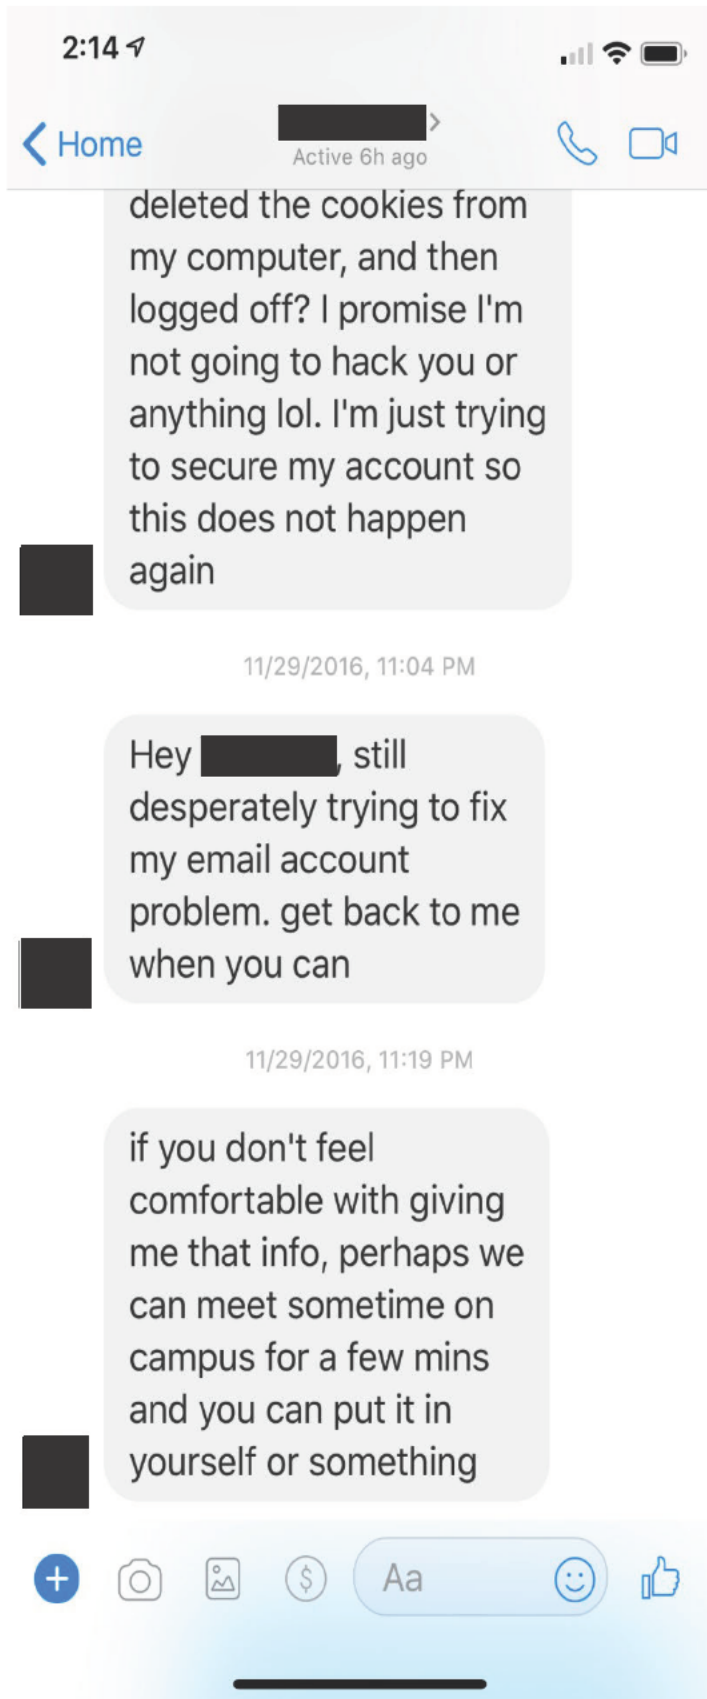 2:14
Home
Active 6h ago
deleted the cookies from
my computer, and then
logged off? I promise I'm
not going to hack you or
anything lol. I'm just trying
to secure my account so
this does not happen
again
11/29/2016, 11:04 PM
Hey , still
desperately trying to fix
my email account
problem. get back to me
when you can
11/29/2016, 11:19 PM
if you don't feel
comfortable with giving
me that info, perhaps we
can meet sometime on
campus for a few mins
and you can put it in
yourself or something
Aa